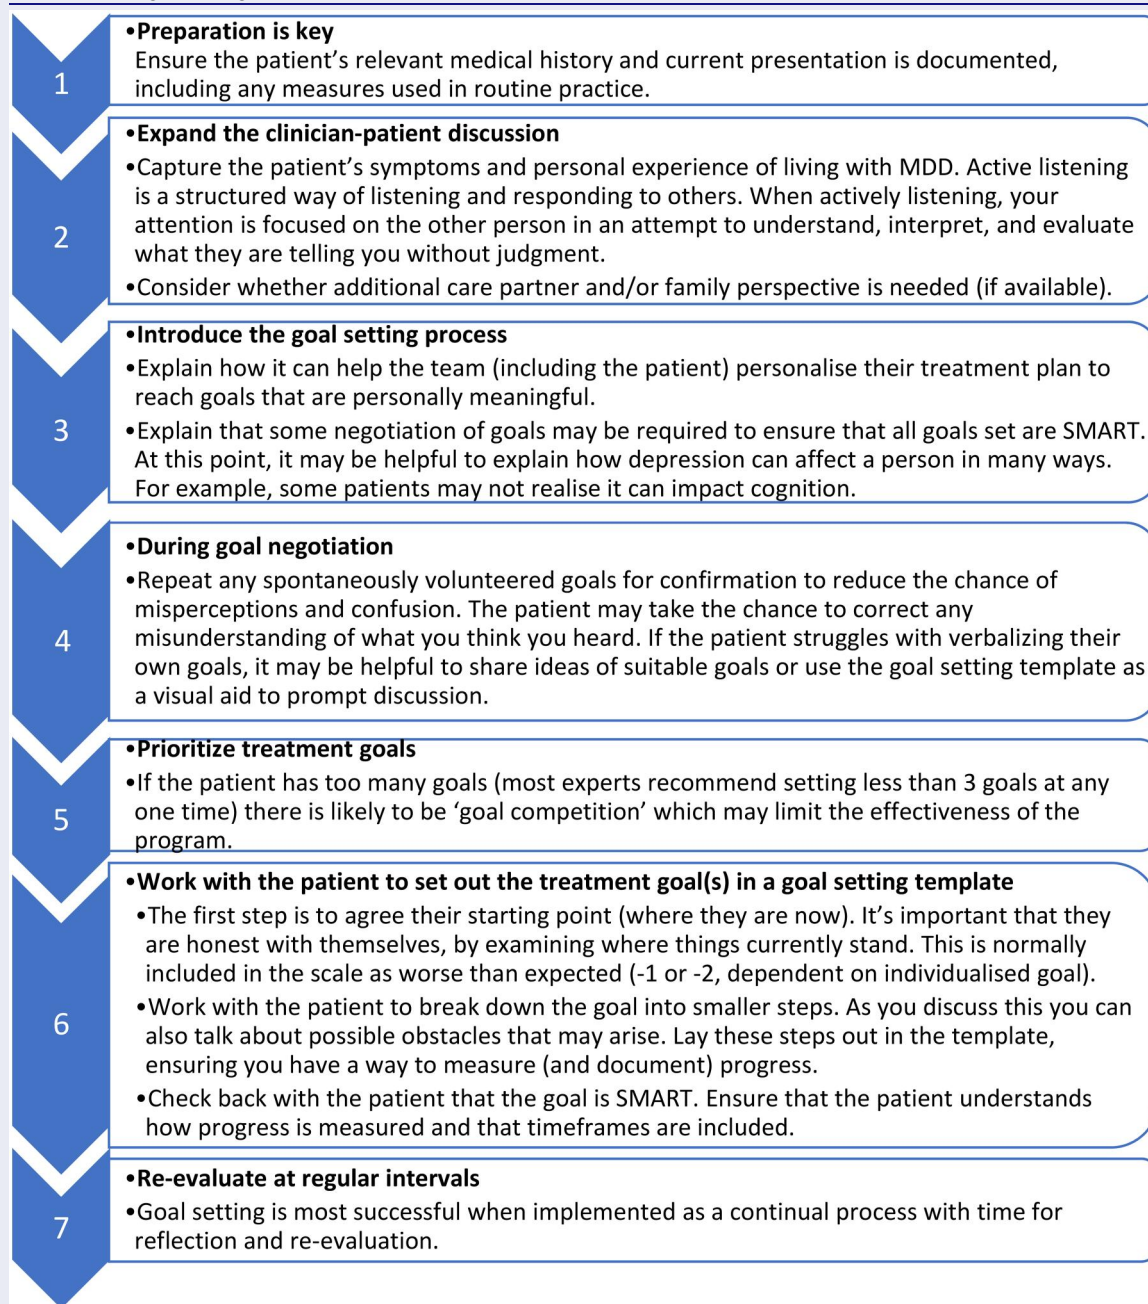 1
•Preparation is key
Ensure the patient’s relevant medical history and current presentation is documented,
including any measures used in routine practice.
2
•Expand the clinician-patient discussion
•Capture the patient’s symptoms and personal experience of living with MDD. Active listening
is a structured way of listening and responding to others. When actively listening, your
attention is focused on the other person in an attempt to understand, interpret, and evaluate
what they are telling you without judgment.
•Consider whether additional care partner and/or family perspective is needed (if available).
3
•Introduce the goal setting process
•Explain how it can help the team (including the patient) personalise their treatment plan to
reach goals that are personally meaningful.
•Explain that some negotiation of goals may be required to ensure that all goals set are SMART.
At this point, it may be helpful to explain how depression can affect a person in many ways.
For example, some patients may not realise it can impact cognition.
4
•During goal negotiation
•Repeat any spontaneously volunteered goals for confirmation to reduce the chance of
misperceptions and confusion. The patient may take the chance to correct any
misunderstanding of what you think you heard. If the patient struggles with verbalizing their
own goals, it may be helpful to share ideas of suitable goals or use the goal setting template as
a visual aid to prompt discussion.
5
•Prioritize treatment goals
•If the patient has too many goals (most experts recommend setting less than 3 goals at any
one time) there is likely to be ‘goal competition’ which may limit the effectiveness of the
program.
6
•Work with the patient to set out the treatment goal(s) in a goal setting template
•The first step is to agree their starting point (where they are now). It’s important that they
are honest with themselves, by examining where things currently stand. This is normally
included in the scale as worse than expected (-1 or -2, dependent on individualised goal).
•Work with the patient to break down the goal into smaller steps. As you discuss this you can
also talk about possible obstacles that may arise. Lay these steps out in the template,
ensuring you have a way to measure (and document) progress.
•Check back with the patient that the goal is SMART. Ensure that the patient understands
how progress is measured and that timeframes are included.
7
•Re-evaluate at regular intervals
•Goal setting is most successful when implemented as a continual process with time for
reflection and re-evaluation.